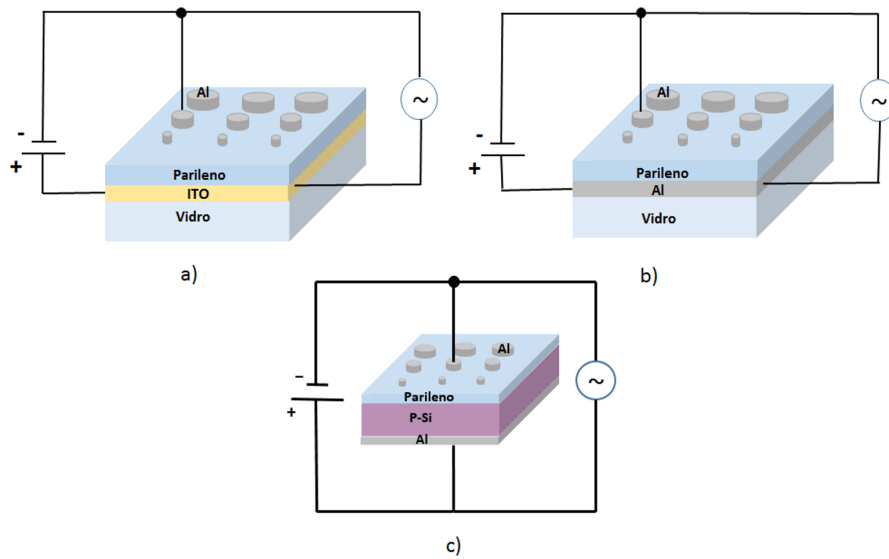 Al
-
+
~
Parileno
ITO
Vidro
a)
Al
-
+
~
Parileno
Al
Vidro
b)
Al
–
+
~
Parileno
P-Si
Al
c)